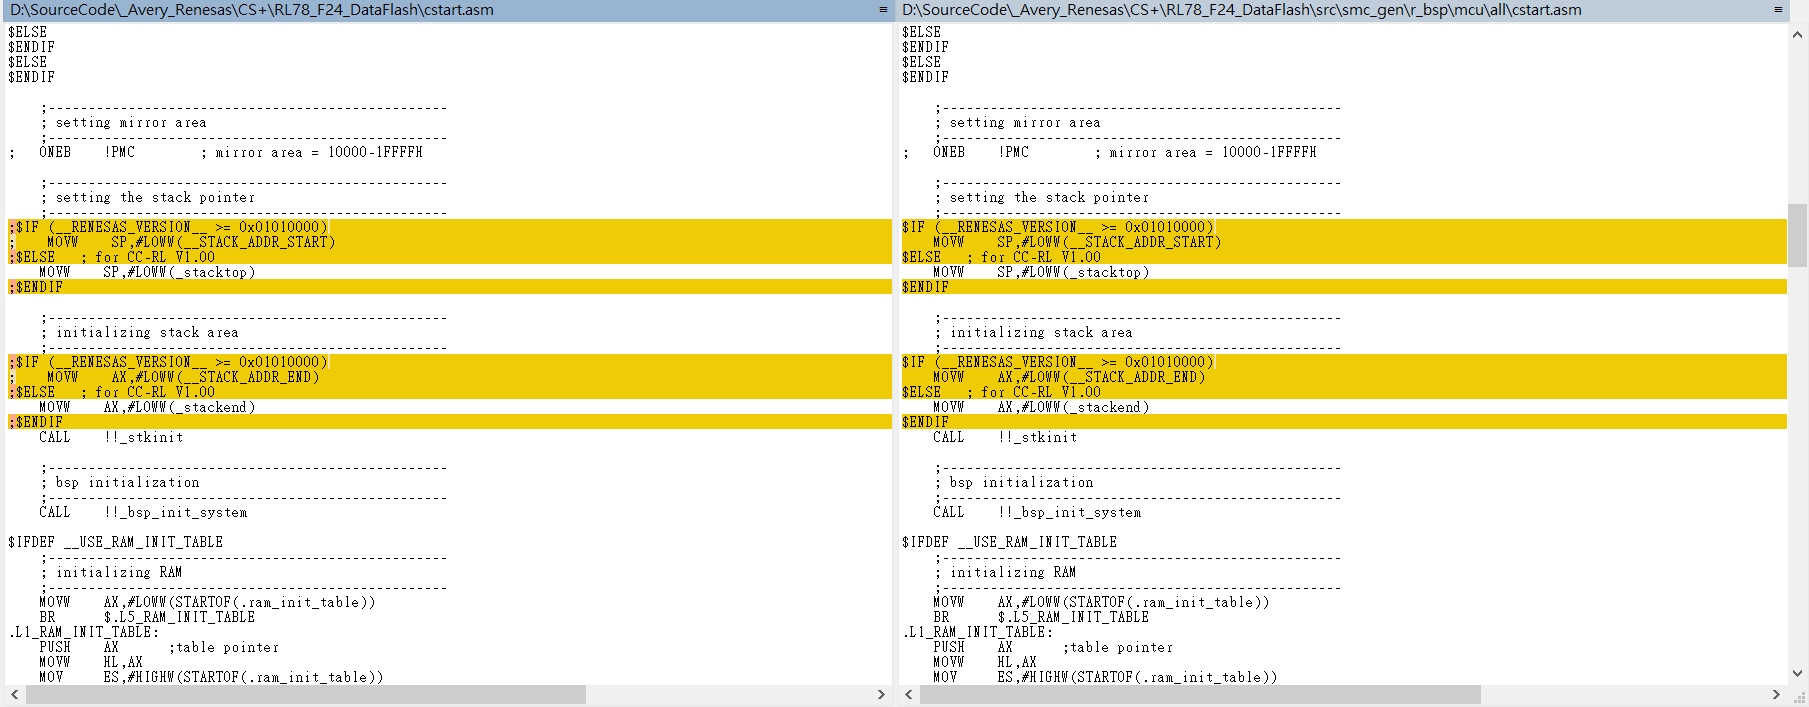 D:\SourceCode\_Avery_Renesas\CS+\RL78_F24_DataFlash\cstart.asm
$ELSE
$ENDIF
$ELSE
$ENDIF
;--------------------------------------------------
; setting mirror area
;--------------------------------------------------
;   ONEB    !PMC        ; mirror area = 10000-1FFFFH
;--------------------------------------------------
; setting the stack pointer
;--------------------------------------------------
;$IF (__RENESAS_VERSION__ >= 0x01010000)
;    MOVW    SP,#LOWW(__STACK_ADDR_START)
;$ELSE   ; for CC-RL V1.00
    MOVW    SP,#LOWW(_stacktop)
;$ENDIF
;--------------------------------------------------
; initializing stack area
;--------------------------------------------------
;$IF (__RENESAS_VERSION__ >= 0x01010000)
;    MOVW    AX,#LOWW(__STACK_ADDR_END)
;$ELSE   ; for CC-RL V1.00
    MOVW    AX,#LOWW(_stackend)
;$ENDIF
    CALL    !!_stkinit
;--------------------------------------------------
; bsp initialization
;--------------------------------------------------
    CALL    !!_bsp_init_system
$IFDEF __USE_RAM_INIT_TABLE
;--------------------------------------------------
; initializing RAM
;--------------------------------------------------
    MOVW    AX,#LOWW(STARTOF(.ram_init_table))
    BR      $.L5_RAM_INIT_TABLE
.L1_RAM_INIT_TABLE:
    PUSH    AX      ;table pointer
    MOVW    HL,AX
    MOV     ES,#HIGHW(STARTOF(.ram_init_table))
D:\SourceCode\_Avery_Renesas\CS+\RL78_F24_DataFlash\src\smc_gen\r_bsp\mcu\all\cstart.asm
$ELSE
$ENDIF
$ELSE
$ENDIF
;--------------------------------------------------
; setting mirror area
;--------------------------------------------------
;   ONEB    !PMC        ; mirror area = 10000-1FFFFH
;--------------------------------------------------
; setting the stack pointer
;--------------------------------------------------
$IF (__RENESAS_VERSION__ >= 0x01010000)
    MOVW    SP,#LOWW(__STACK_ADDR_START)
$ELSE   ; for CC-RL V1.00
    MOVW    SP,#LOWW(_stacktop)
$ENDIF
;--------------------------------------------------
; initializing stack area
;--------------------------------------------------
$IF (__RENESAS_VERSION__ >= 0x01010000)
    MOVW    AX,#LOWW(__STACK_ADDR_END)
$ELSE   ; for CC-RL V1.00
    MOVW    AX,#LOWW(_stackend)
$ENDIF
    CALL    !!_stkinit
;--------------------------------------------------
; bsp initialization
;--------------------------------------------------
    CALL    !!_bsp_init_system
$IFDEF __USE_RAM_INIT_TABLE
;--------------------------------------------------
; initializing RAM
;--------------------------------------------------
    MOVW    AX,#LOWW(STARTOF(.ram_init_table))
    BR      $.L5_RAM_INIT_TABLE
.L1_RAM_INIT_TABLE:
    PUSH    AX      ;table pointer
    MOVW    HL,AX
    MOV     ES,#HIGHW(STARTOF(.ram_init_table))